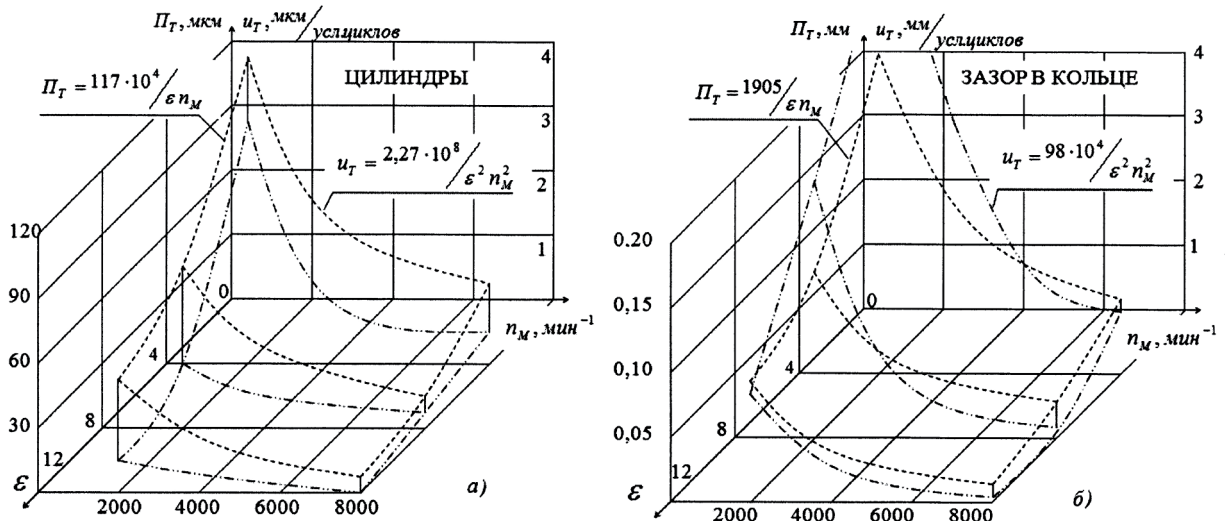 П_T, мкм
u_T, мкм/усл.циклов
ЦИЛИНДРЫ
П_T = 117·10^4/ε n_M
u_T = 2,27·10^8/ε^2 n_M^2
4
3
2
1
120
90
60
30
0
4
8
12
ε
2000 4000 6000 8000
n_M, мин^-1
а)
П_T, мм
u_T, мм/усл.циклов
ЗАЗОР В КОЛЬЦЕ
П_T = 1905/ε n_M
u_T = 98·10^4/ε^2 n_M^2
4
3
2
1
0,20
0,15
0,10
0,05
0
4
8
12
ε
2000 4000 6000 8000
n_M, мин^-1
б)